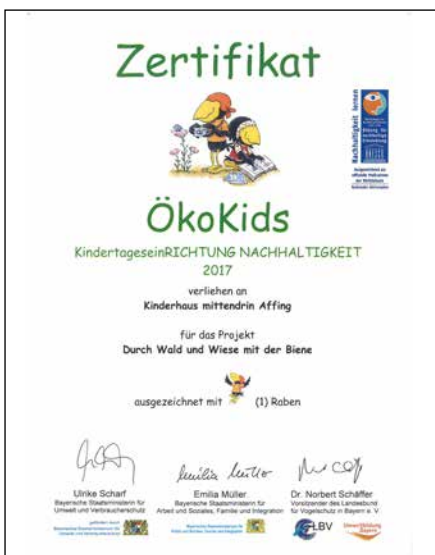 Zertifikat
Nachhaltigkeit lernen
ÖkoKids
KindertageseinRICHTUNG NACHHALTIGKEIT
2017
verliehen an
Kinderhaus mittendrin Affing
für das Projekt
Durch Wald und Wiese mit der Biene
ausgezeichnet mit (1) Raben
Ulrike Scharf
Bayerische Staatsministerin für
Umwelt und Verbraucherschutz
Emilia Müller
Bayerische Staatsministerin für
Arbeit und Soziales, Familie und Integration
Dr. Norbert Schäffer
Vorsitzender des Landesbund
für Vogelschutz in Bayern e. V.
LBV